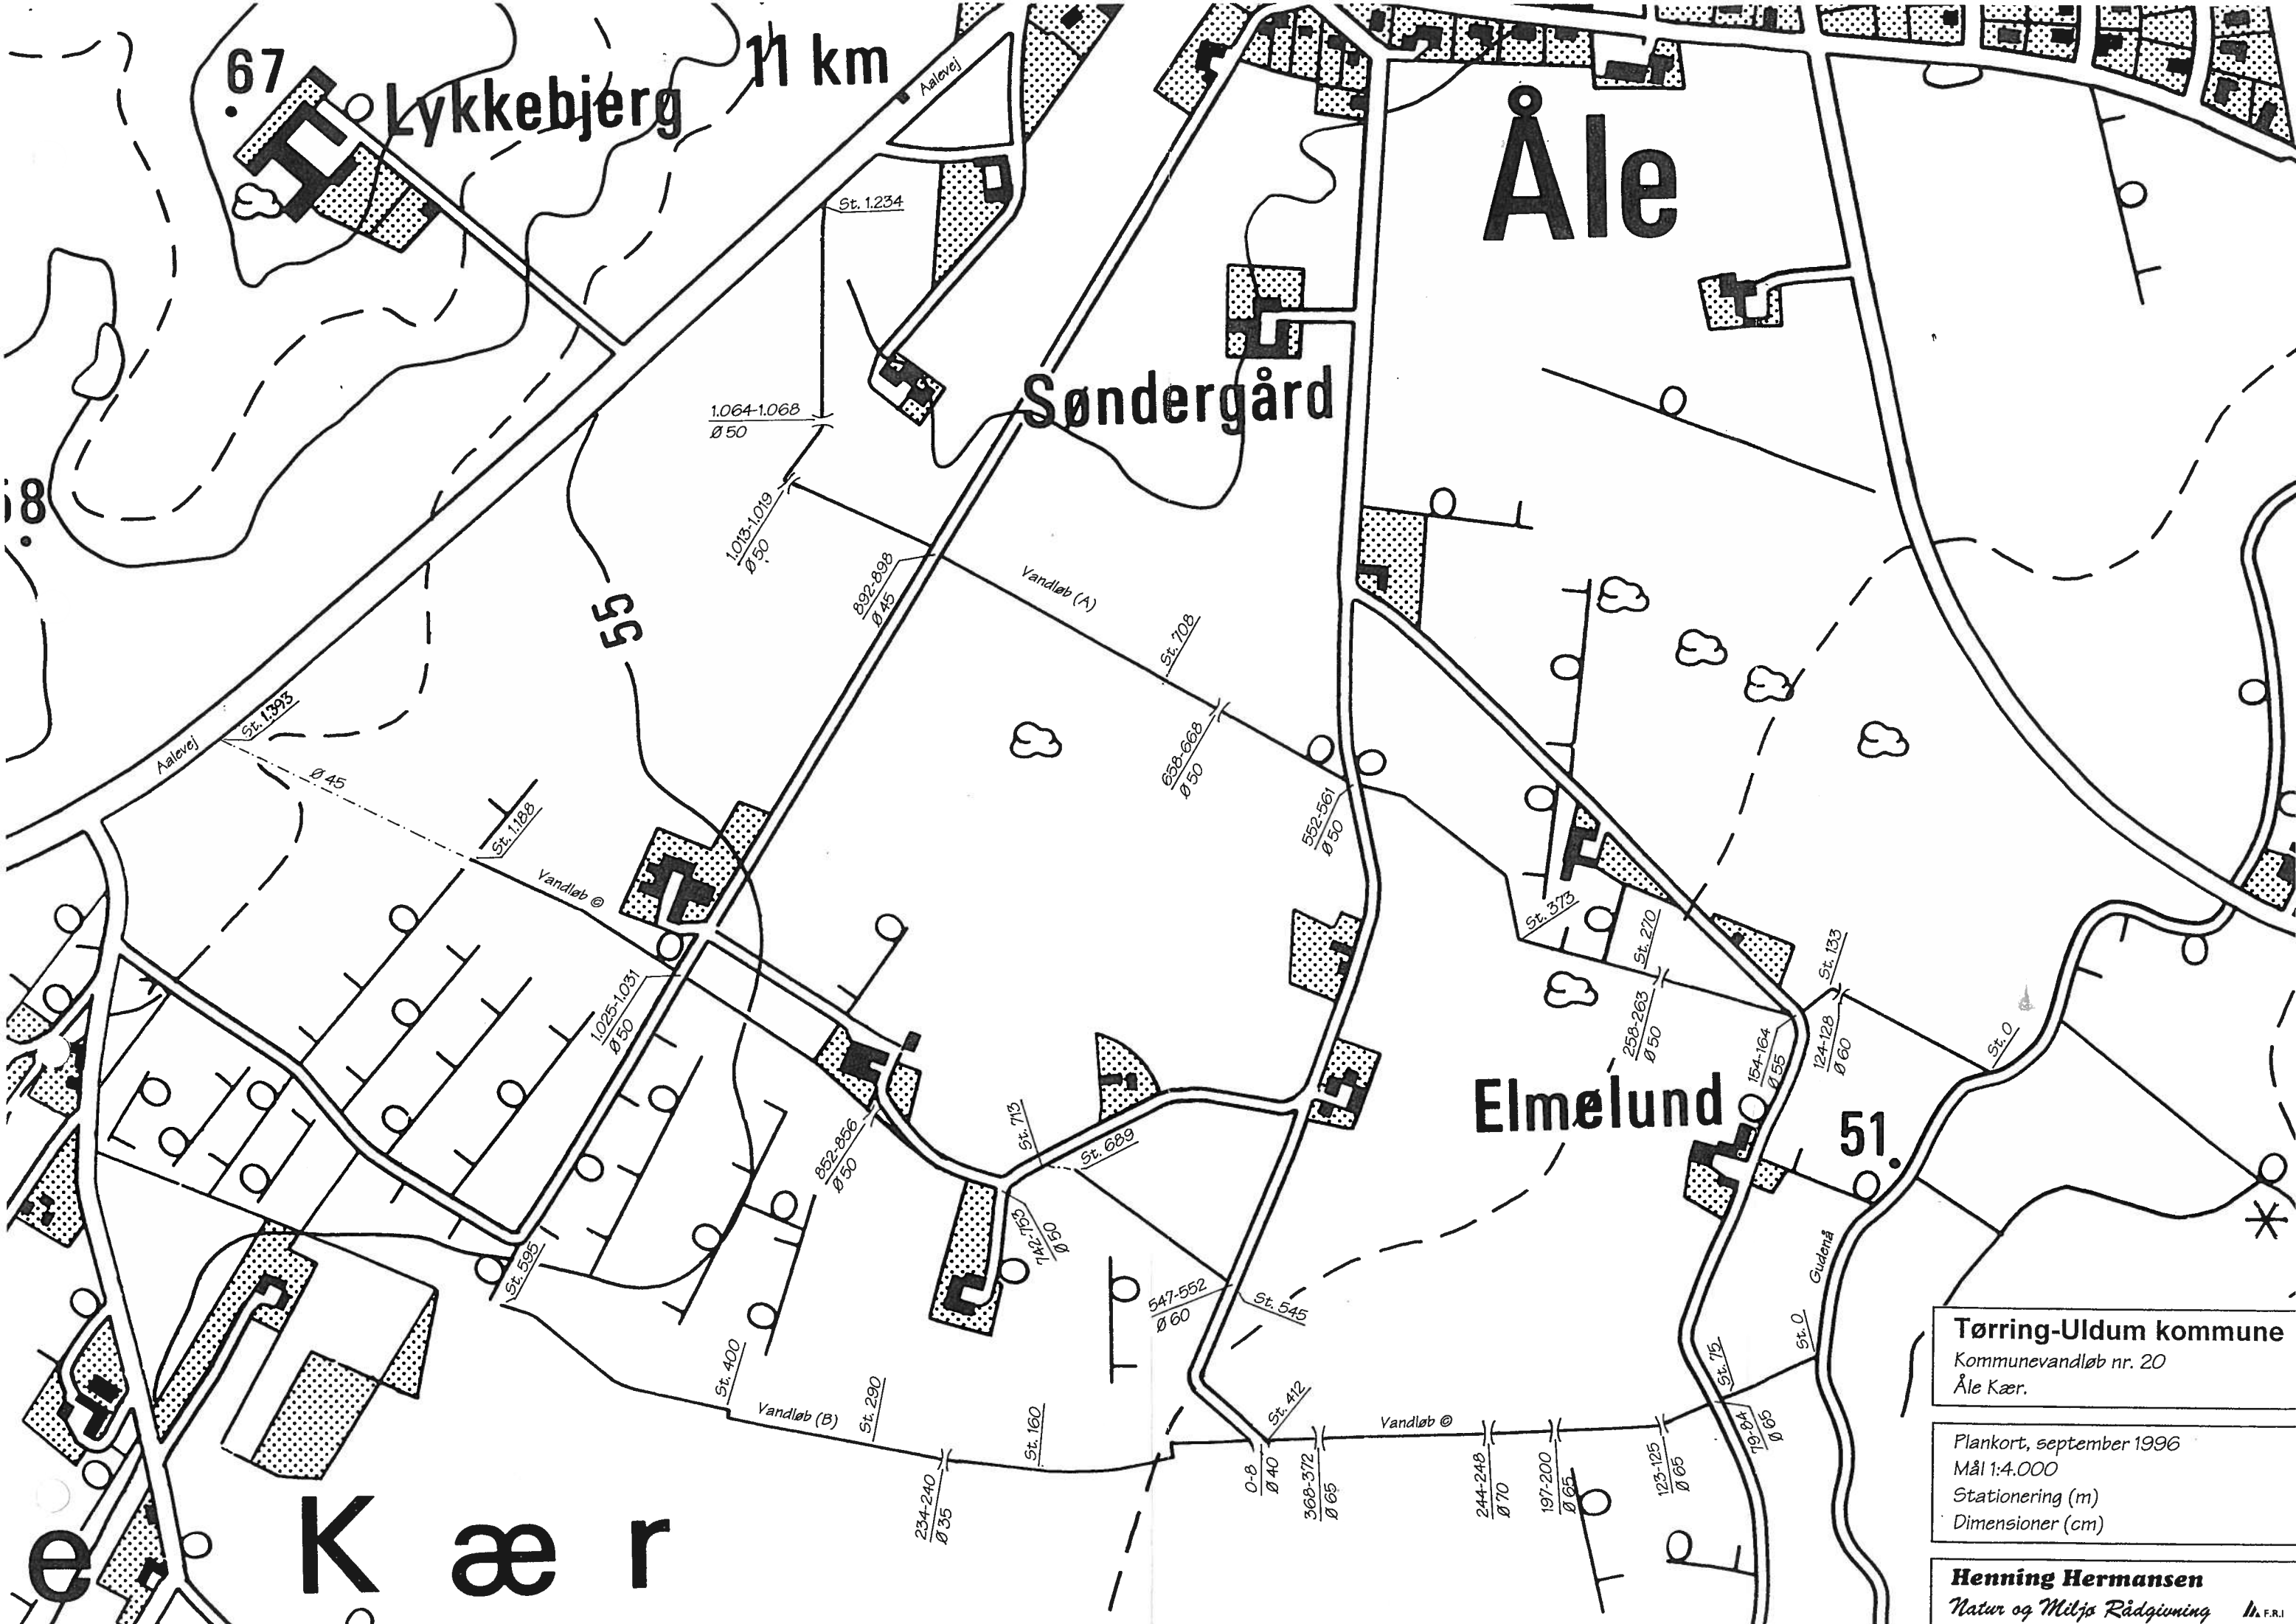 67
11 km
Lykkebjerg
Aalevej
Åle
St. 1.234
Søndergård
1.064-1.068
Ø 50
68
1.013-1.019
Ø 50
892-898
Ø 45
Vandløb (A)
55
St. 708
658-668
Ø 50
St. 1.393
Aalevej
Ø 45
552-561
Ø 50
St. 1.188
Vandløb ©
St. 373
St. 270
St. 133
1.025-1.031
Ø 50
258-263
Ø 50
154-164
Ø 55
124-128
Ø 60
St. 0
Elmølund
51
852-856
Ø 50
St. 713
St. 689
742-753
Ø 50
Gudenå
St. 595
547-552
Ø 60
St. 545
St. 0
St. 75
79-84
Ø 65
St. 400
Vandløb (B)
St. 290
St. 160
St. 412
Vandløb ©
234-240
Ø 35
0-8
Ø 40
368-372
Ø 65
244-248
Ø 70
197-200
Ø 65
123-125
Ø 65
e Kær
Tørring-Uldum kommune
Kommunevandløb nr. 20
Åle Kær.
Plankort, september 1996
Mål 1:4.000
Stationering (m)
Dimensioner (cm)
Henning Hermansen
Natur og Miljø Rådgivning
F.R.I